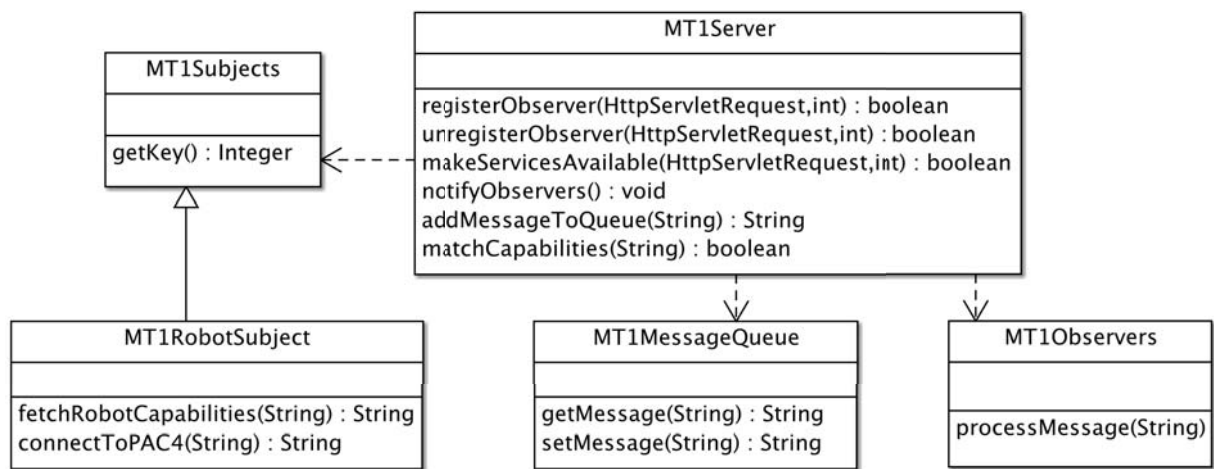 MT1Server
MT1Subjects
registerObserver(HttpServletRequest,int) : boolean
unregisterObserver(HttpServletRequest,int) : boolean
getKey() : Integer
makeServicesAvailable(HttpServletRequest,int) : boolean
notifyObservers() : void
addMessageToQueue(String) : String
matchCapabilities(String) : boolean
MT1RobotSubject
fetchRobotCapabilities(String) : String
connectToPAC4(String) : String
MT1MessageQueue
getMessage(String) : String
setMessage(String) : String
MT1Observers
processMessage(String)